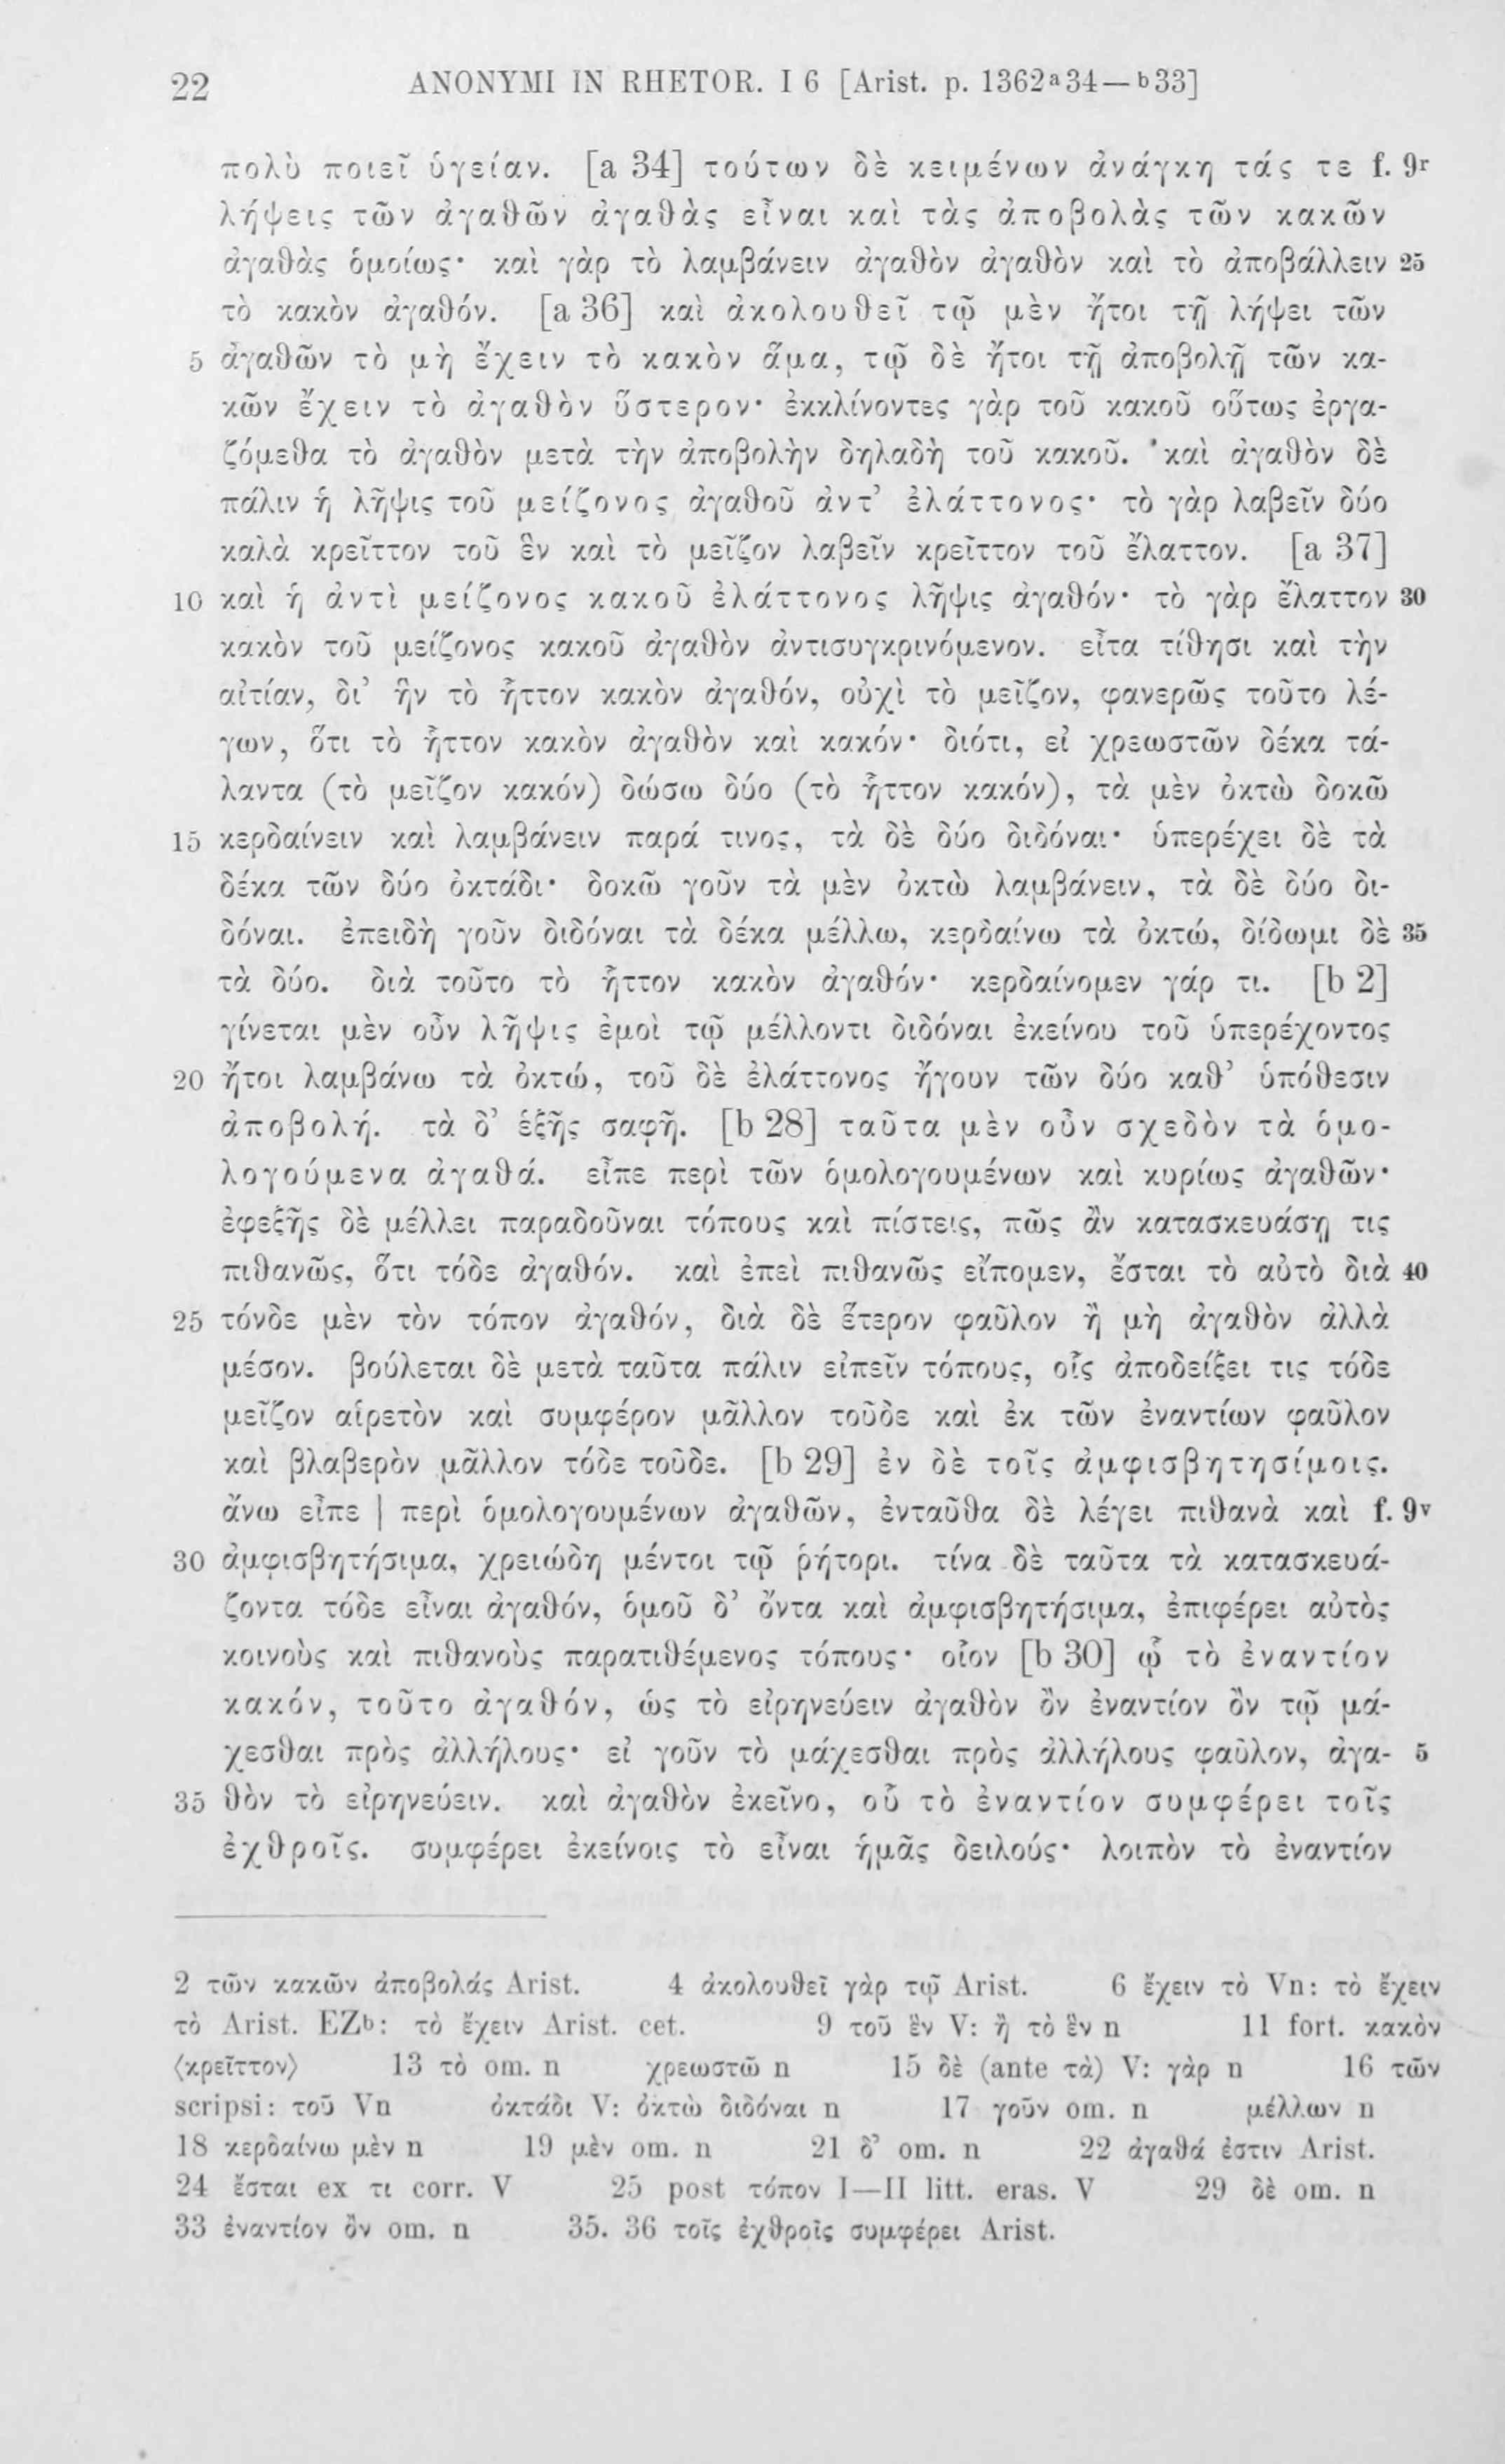 22 ANONYMI IN RHETOR. I 6 [Arist. p. 1362ᵃ34—ᵇ33]
πολὺ ποιεῖ ὑγείαν. [a 34] τούτων δὲ κειμένων ἀνάγκη τάς τε f. 9ʳ
λήψεις τῶν ἀγαθῶν ἀγαθὰς εἶναι καὶ τὰς ἀποβολὰς τῶν κακῶν
ἀγαθὰς ὁμοίως· καὶ γὰρ τὸ λαμβάνειν ἀγαθὸν ἀγαθὸν καὶ τὸ ἀποβάλλειν 25
τὸ κακὸν ἀγαθόν. [a 36] καὶ ἀκολουθεῖ τῷ μὲν ἤτοι τῇ λήψει τῶν
5 ἀγαθῶν τὸ μὴ ἔχειν τὸ κακὸν ἅμα, τῷ δὲ ἤτοι τῇ ἀποβολῇ τῶν κα-
κῶν ἔχειν τὸ ἀγαθὸν ὕστερον· ἐκκλίνοντες γὰρ τοῦ κακοῦ οὕτως ἐργα-
ζόμεθα τὸ ἀγαθὸν μετὰ τὴν ἀποβολὴν δηλαδὴ τοῦ κακοῦ. ˙καὶ ἀγαθὸν δὲ
πάλιν ἡ λῆψις τοῦ μείζονος ἀγαθοῦ ἀντ’ ἐλάττονος· τὸ γὰρ λαβεῖν δύο
καλὰ κρεῖττον τοῦ ἓν καὶ τὸ μεῖζον λαβεῖν κρεῖττον τοῦ ἔλαττον. [a 37]
10 καὶ ἡ ἀντὶ μείζονος κακοῦ ἐλάττονος λῆψις ἀγαθόν· τὸ γὰρ ἔλαττον 30
κακὸν τοῦ μείζονος κακοῦ ἀγαθὸν ἀντισυγκρινόμενον. εἶτα τίθησι καὶ τὴν
αἰτίαν, δι’ ἣν τὸ ἧττον κακὸν ἀγαθόν, οὐχὶ τὸ μεῖζον, φανερῶς τοῦτο λέ-
γων, ὅτι τὸ ἧττον κακὸν ἀγαθὸν καὶ κακόν· διότι, εἰ χρεωστῶν δέκα τά-
λαντα (τὸ μεῖζον κακόν) δώσω δύο (τὸ ἧττον κακόν), τὰ μὲν ὀκτὼ δοκῶ
15 κερδαίνειν καὶ λαμβάνειν παρά τινος, τὰ δὲ δύο διδόναι· ὑπερέχει δὲ τὰ
δέκα τῶν δύο ὀκτάδι· δοκῶ γοῦν τὰ μὲν ὀκτὼ λαμβάνειν, τὰ δὲ δύο δι-
δόναι. ἐπειδὴ γοῦν διδόναι τὰ δέκα μέλλω, κερδαίνω τὰ ὀκτώ, δίδωμι δὲ 35
τὰ δύο. διὰ τοῦτο τὸ ἧττον κακὸν ἀγαθόν· κερδαίνομεν γάρ τι. [b 2]
γίνεται μὲν οὖν λῆψις ἐμοὶ τῷ μέλλοντι διδόναι ἐκείνου τοῦ ὑπερέχοντος
20 ἤτοι λαμβάνω τὰ ὀκτώ, τοῦ δὲ ἐλάττονος ἤγουν τῶν δύο καθ’ ὑπόθεσιν
ἀποβολή. τὰ δ’ ἑξῆς σαφῆ. [b 28] ταῦτα μὲν οὖν σχεδὸν τὰ ὁμο-
λογούμενα ἀγαθά. εἶπε περὶ τῶν ὁμολογουμένων καὶ κυρίως ἀγαθῶν·
ἐφεξῆς δὲ μέλλει παραδοῦναι τόπους καὶ πίστεις, πῶς ἂν κατασκευάσῃ τις
πιθανῶς, ὅτι τόδε ἀγαθόν. καὶ ἐπεὶ πιθανῶς εἴπομεν, ἔσται τὸ αὐτὸ διὰ 40
25 τόνδε μὲν τὸν τόπον ἀγαθόν, διὰ δὲ ἕτερον φαῦλον ἢ μὴ ἀγαθὸν ἀλλὰ
μέσον. βούλεται δὲ μετὰ ταῦτα πάλιν εἰπεῖν τόπους, οἷς ἀποδείξει τις τόδε
μεῖζον αἱρετὸν καὶ συμφέρον μᾶλλον τοῦδε καὶ ἐκ τῶν ἐναντίων φαῦλον
καὶ βλαβερὸν μᾶλλον τόδε τοῦδε. [b 29] ἐν δὲ τοῖς ἀμφισβητησίμοις.
ἄνω εἶπε | περὶ ὁμολογουμένων ἀγαθῶν, ἐνταῦθα δὲ λέγει πιθανὰ καὶ f. 9ᵛ
30 ἀμφισβητήσιμα, χρειώδη μέντοι τῷ ῥήτορι. τίνα δὲ ταῦτα τὰ κατασκευά-
ζοντα τόδε εἶναι ἀγαθόν, ὁμοῦ δ’ ὄντα καὶ ἀμφισβητήσιμα, ἐπιφέρει αὐτὸς
κοινοὺς καὶ πιθανοὺς παρατιθέμενος τόπους· οἷον [b 30] ᾧ τὸ ἐναντίον
κακόν, τοῦτο ἀγαθόν, ὡς τὸ εἰρηνεύειν ἀγαθὸν ὂν ἐναντίον ὂν τῷ μά-
χεσθαι πρὸς ἀλλήλους· εἰ γοῦν τὸ μάχεσθαι πρὸς ἀλλήλους φαῦλον, ἀγα- 5
35 θὸν τὸ εἰρηνεύειν. καὶ ἀγαθὸν ἐκεῖνο, οὗ τὸ ἐναντίον συμφέρει τοῖς
ἐχθροῖς. συμφέρει ἐκείνοις τὸ εἶναι ἡμᾶς δειλούς· λοιπὸν τὸ ἐναντίον
2 τῶν κακῶν ἀποβολάς Arist. 4 ἀκολουθεῖ γὰρ τῷ Arist. 6 ἔχειν τὸ Vn: τὸ ἔχειν
τὸ Arist. EZᵇ: τὸ ἔχειν Arist. cet. 9 τοῦ ἓν V: ἢ τὸ ἓν n 11 fort. κακὸν
⟨κρεῖττον⟩ 13 τὸ om. n χρεωστῶ n 15 δὲ (ante τὰ) V: γὰρ n 16 τῶν
scripsi: τοῦ Vn ὀκτάδι V: ὀκτὼ διδόναι n 17 γοῦν om. n μέλλων n
18 κερδαίνω μὲν n 19 μὲν om. n 21 δ’ om. n 22 ἀγαθά ἐστιν Arist.
24 ἔσται ex τι corr. V 25 post τόπον I—II litt. eras. V 29 δὲ om. n
33 ἐναντίον ὂν om. n 35. 36 τοῖς ἐχθροῖς συμφέρει Arist.